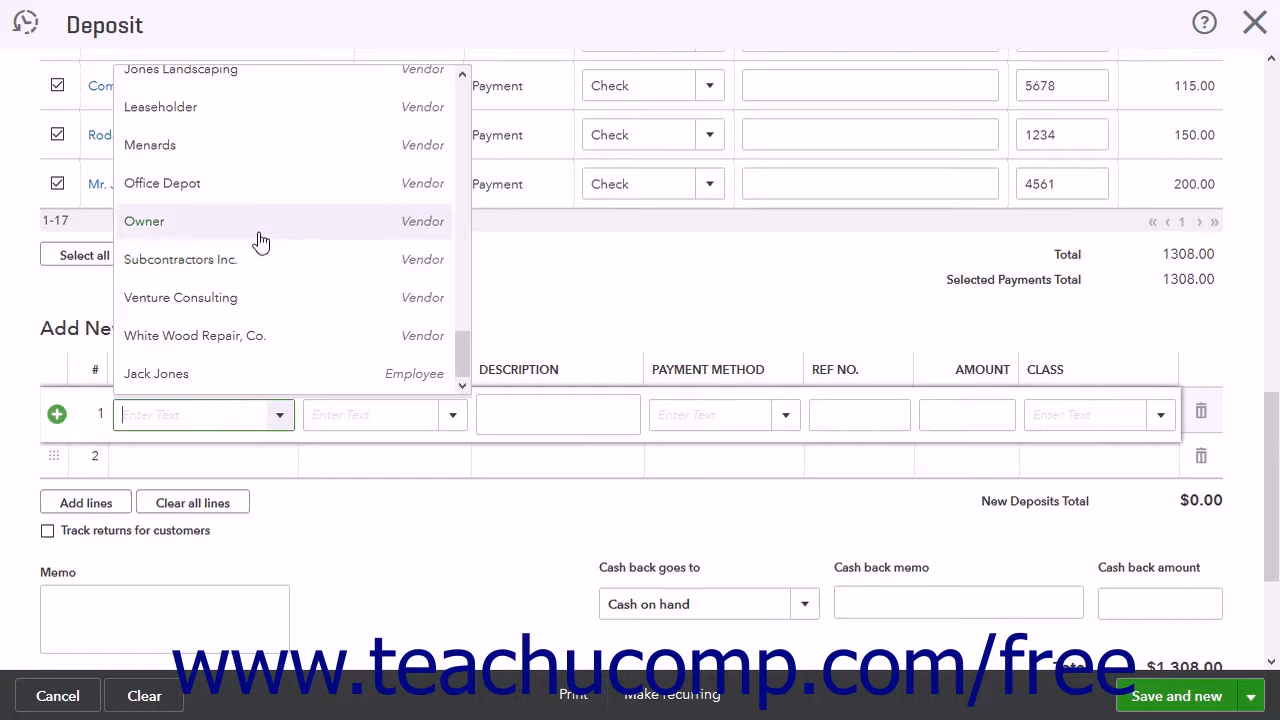 Deposit
Jones Landscaping Vendor
Com Payment Check 5678 115.00
Leaseholder Vendor
Rod Payment Check 1234 150.00
Menards Vendor
Mr. J Payment Check 4561 200.00
Office Depot Vendor
1-17 Owner Vendor « ‹ 1 › »
Select all Subcontractors Inc. Vendor Total 1308.00
Selected Payments Total 1308.00
Venture Consulting Vendor
Add New
White Wood Repair, Co. Vendor
# Jack Jones Employee DESCRIPTION PAYMENT METHOD REF NO. AMOUNT CLASS
1 Enter Text Enter Text Enter Text Enter Text
2
Add lines Clear all lines New Deposits Total $0.00
Track returns for customers
Memo Cash back goes to Cash back memo Cash back amount
Cash on hand
www.teachucomp.com/free
$1,308.00
Cancel Clear Print Make recurring Save and new